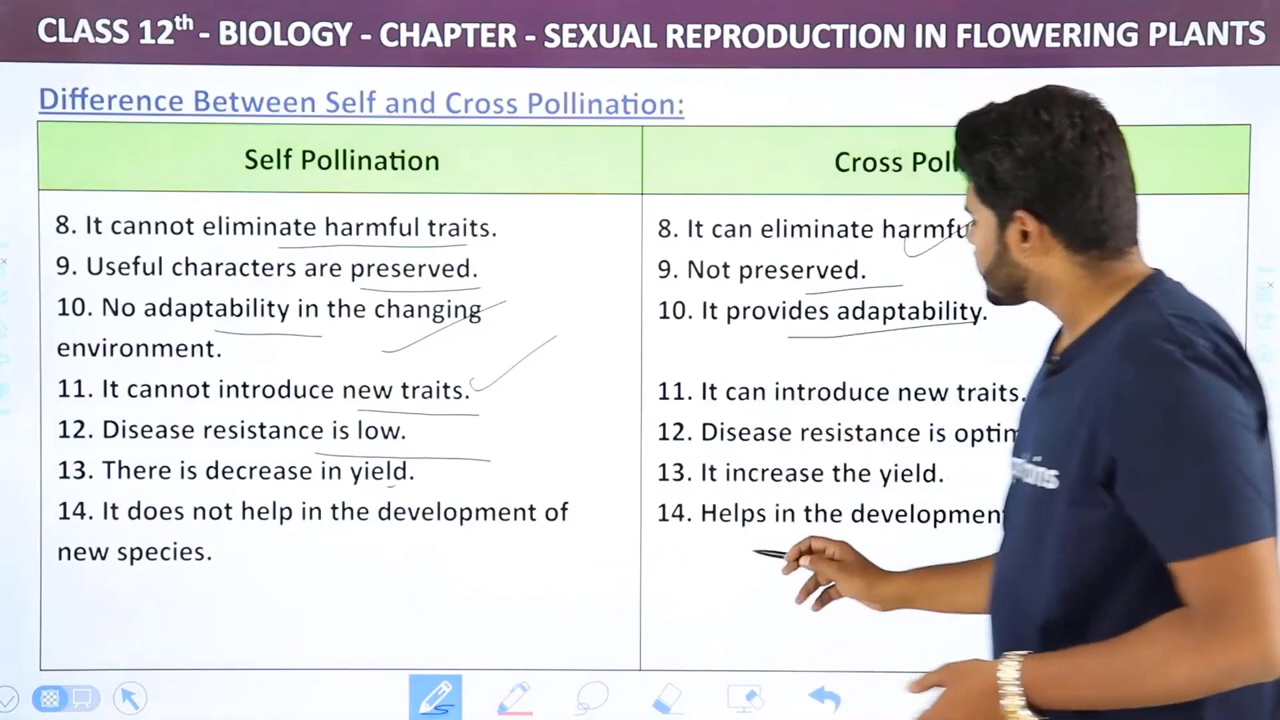 CLASS 12th - BIOLOGY - CHAPTER - SEXUAL REPRODUCTION IN FLOWERING PLANTS
Difference Between Self and Cross Pollination:
Self Pollination
8. It cannot eliminate harmful traits.
9. Useful characters are preserved.
10. No adaptability in the changing
environment.
11. It cannot introduce new traits.
12. Disease resistance is low.
13. There is decrease in yield.
14. It does not help in the development of
new species.
Cross
8. It can eliminate
9. Not preserved.
10. It provides adaptability.
11. It can introduce new traits.
12. Disease resistance is
13. It increase the yield.
14. Helps in the